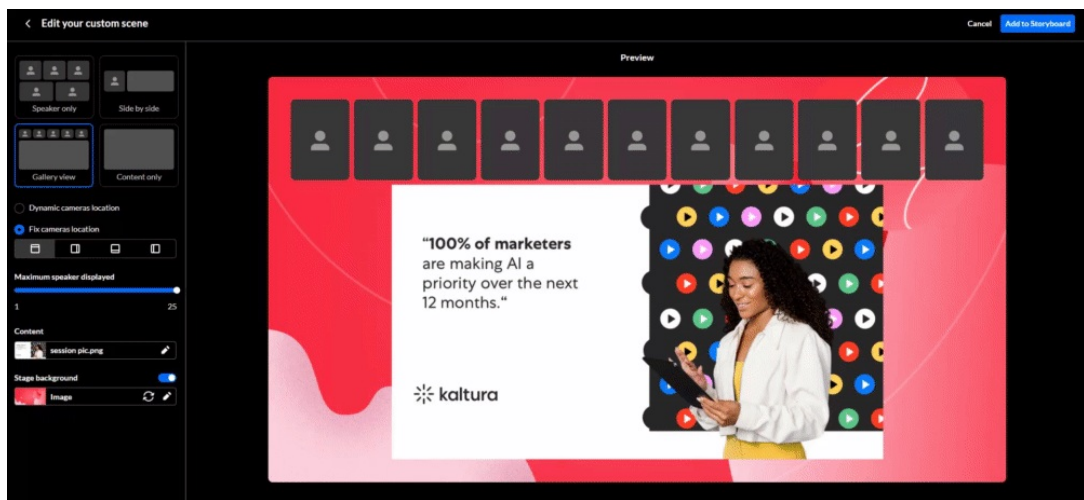 Edit your custom scene
Cancel
Add to Storyboard
Speaker only
Side by side
Gallery view
Content only
Dynamic cameras location
Fix cameras location
Maximum speaker displayed
1
25
Content
session pic.png
Stage background
Image
Preview
“100% of marketers
are making AI a
priority over the next
12 months.“
kaltura